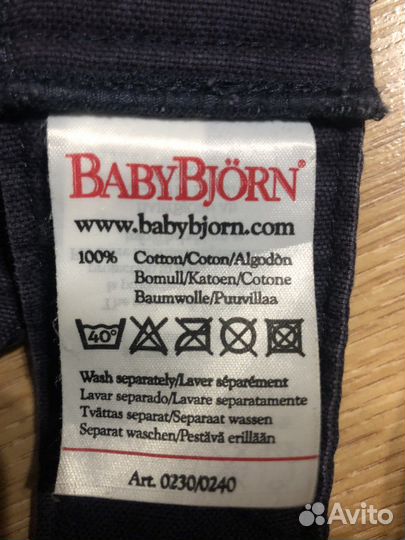 BABYBJÖRN®
www.babybjorn.com
100% Cotton/Coton/Algodòn
Bomull/Katoen/Cotone
Baumwolle/Puuvillaa
40°
Wash separately/Laver séparément
Lavar separado/Lavare separatamente
Tvättas separat/Separaat wassen
Separat waschen/Pestävä erillään
Art. 0230/0240
Avito